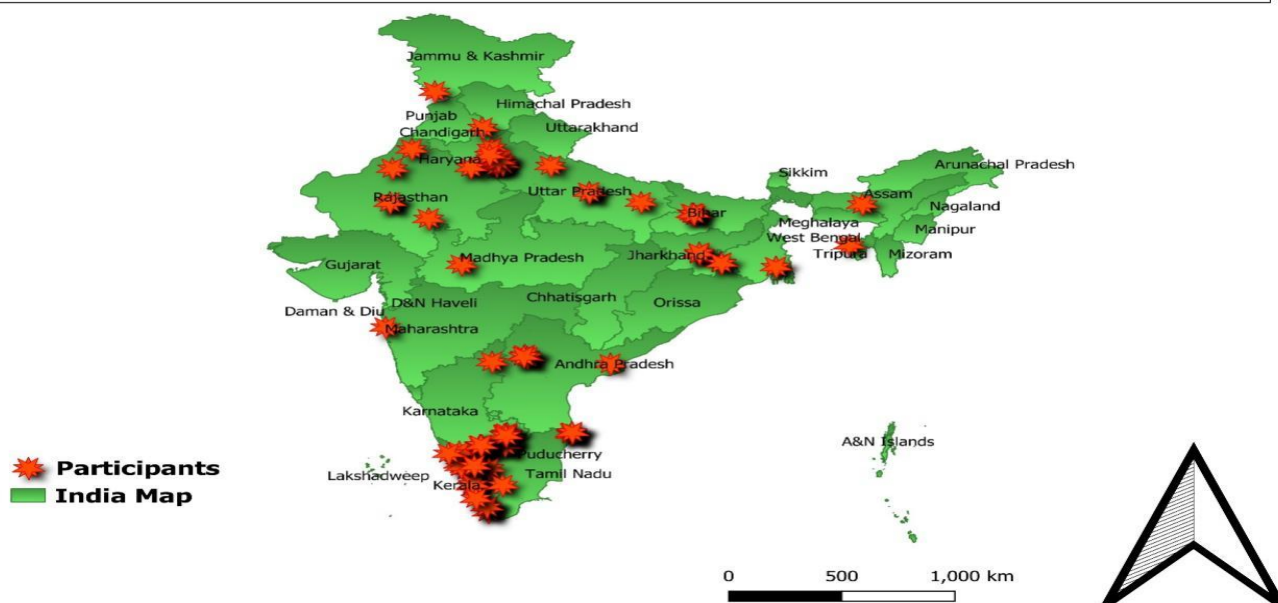 Jammu & Kashmir
Himachal Pradesh
Punjab
Chandigarh
Uttarakhand
Haryana
Sikkim
Arunachal Pradesh
Rajasthan
Uttar Pradesh
Assam
Nagaland
Bihar
Meghalaya
Manipur
West Bengal
Gujarat
Madhya Pradesh
Jharkhand
Tripura
Mizoram
D&N Haveli
Chhatisgarh
Orissa
Daman & Diu
Maharashtra
Andhra Pradesh
Karnataka
A&N Islands
Puducherry
Lakshadweep
Tamil Nadu
Kerala
Participants
India Map
0 500 1,000 km